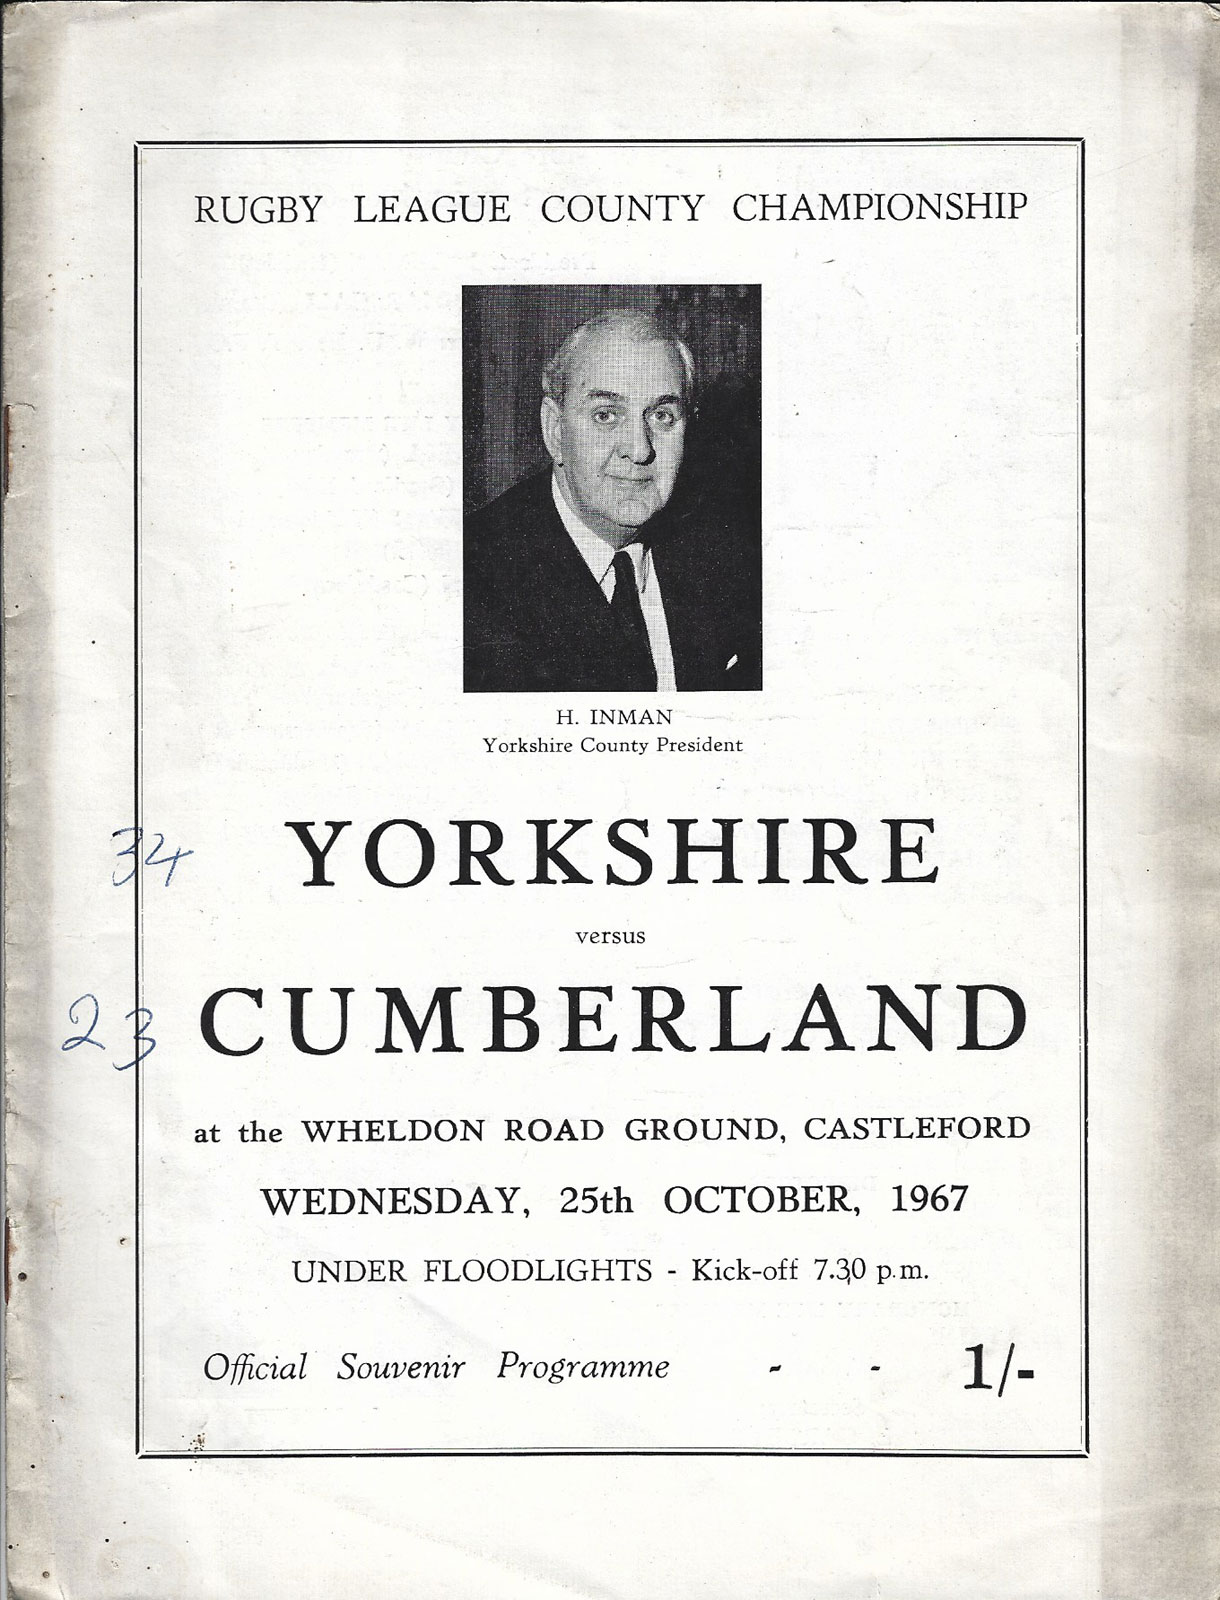 RUGBY LEAGUE COUNTY CHAMPIONSHIP
H. INMAN
Yorkshire County President
34 YORKSHIRE
versus
23 CUMBERLAND
at the WHELDON ROAD GROUND, CASTLEFORD
WEDNESDAY, 25th OCTOBER, 1967
UNDER FLOODLIGHTS - Kick-off 7.30 p.m.
Official Souvenir Programme - - 1/-